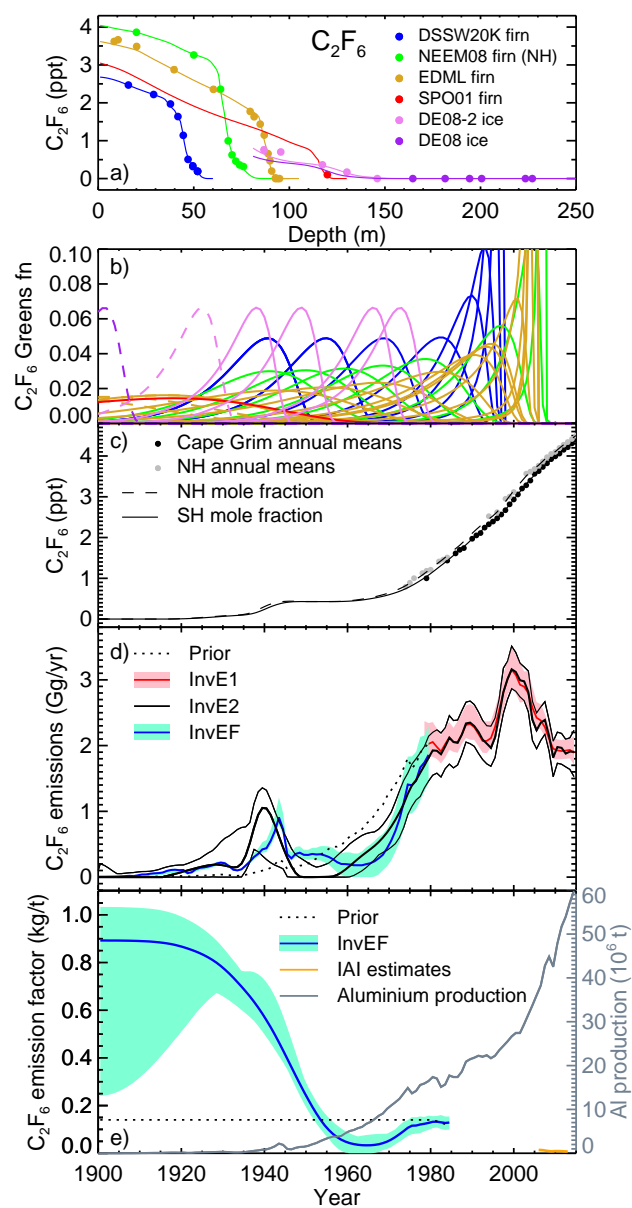 C₂F₆
DSSW20K firn
NEEM08 firn (NH)
EDML firn
SPO01 firn
DE08-2 ice
DE08 ice
C₂F₆ (ppt)
4
3
2
1
0
a)
0 50 100 150 200 250
Depth (m)
b)
C₂F₆ Greens fn
0.10
0.08
0.06
0.04
0.02
0.00
c)
Cape Grim annual means
NH annual means
NH mole fraction
SH mole fraction
C₂F₆ (ppt)
4
3
2
1
0
d)
Prior
InvE1
InvE2
InvEF
C₂F₆ emissions (Gg/yr)
3
2
1
0
Prior
InvEF
IAI estimates
Aluminium production
C₂F₆ emission factor (kg/t)
1.0
0.8
0.6
0.4
0.2
0.0
e)
60
50
40
30
20
10
0
Al production (10⁶ t)
1900 1920 1940 1960 1980 2000
Year